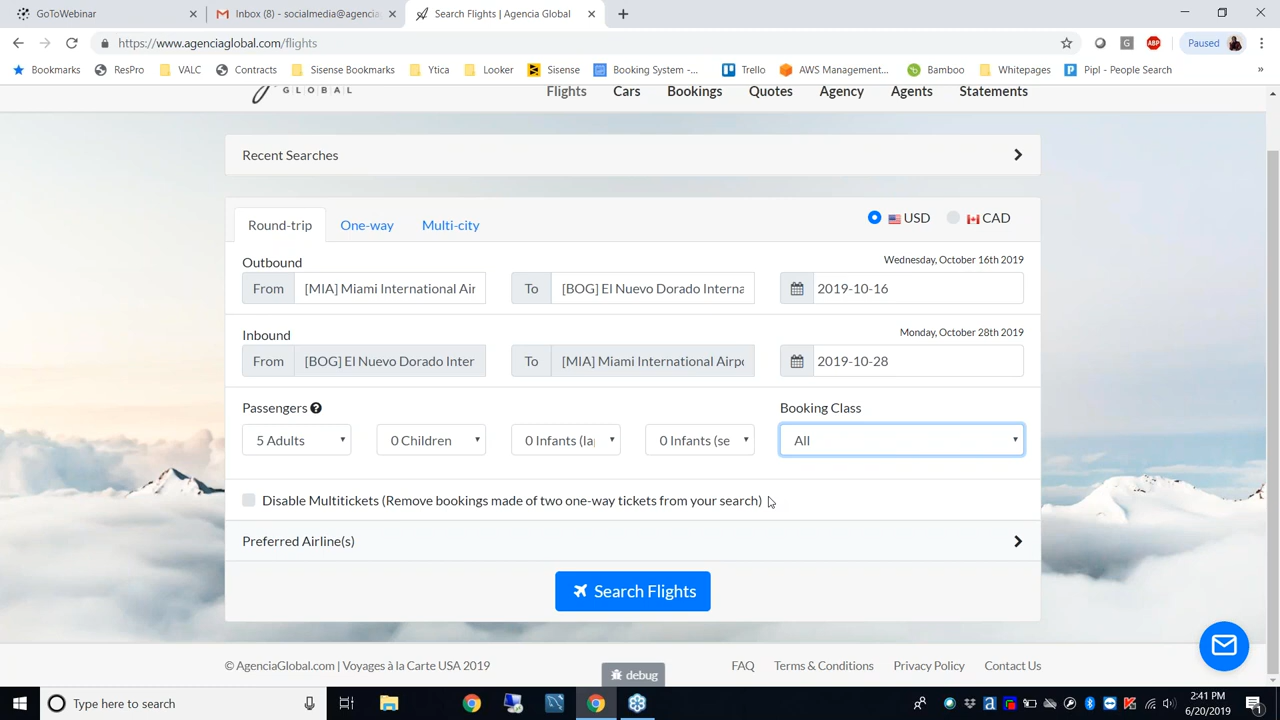 GoToWebinar
Inbox (8) - socialmedia@agencia
Search Flights | Agencia Global
https://www.agenciaglobal.com/flights
Paused
Bookmarks
ResPro
VALC
Contracts
Sisense Bookmarks
Ytica
Looker
Sisense
Booking System -...
Trello
AWS Management...
Bamboo
Whitepages
Pipl - People Search
GLOBAL
Flights
Cars
Bookings
Quotes
Agency
Agents
Statements
Recent Searches
Round-trip
One-way
Multi-city
USD
CAD
Outbound
Wednesday, October 16th 2019
From
[MIA] Miami International Air
To
[BOG] El Nuevo Dorado Interna
2019-10-16
Inbound
Monday, October 28th 2019
From
[BOG] El Nuevo Dorado Inter
To
[MIA] Miami International Airpo
2019-10-28
Passengers
Booking Class
5 Adults
0 Children
0 Infants (la
0 Infants (se
All
Disable Multitickets (Remove bookings made of two one-way tickets from your search)
Preferred Airline(s)
Search Flights
© AgenciaGlobal.com | Voyages à la Carte USA 2019
FAQ
Terms & Conditions
Privacy Policy
Contact Us
debug
Type here to search
2:41 PM
6/20/2019